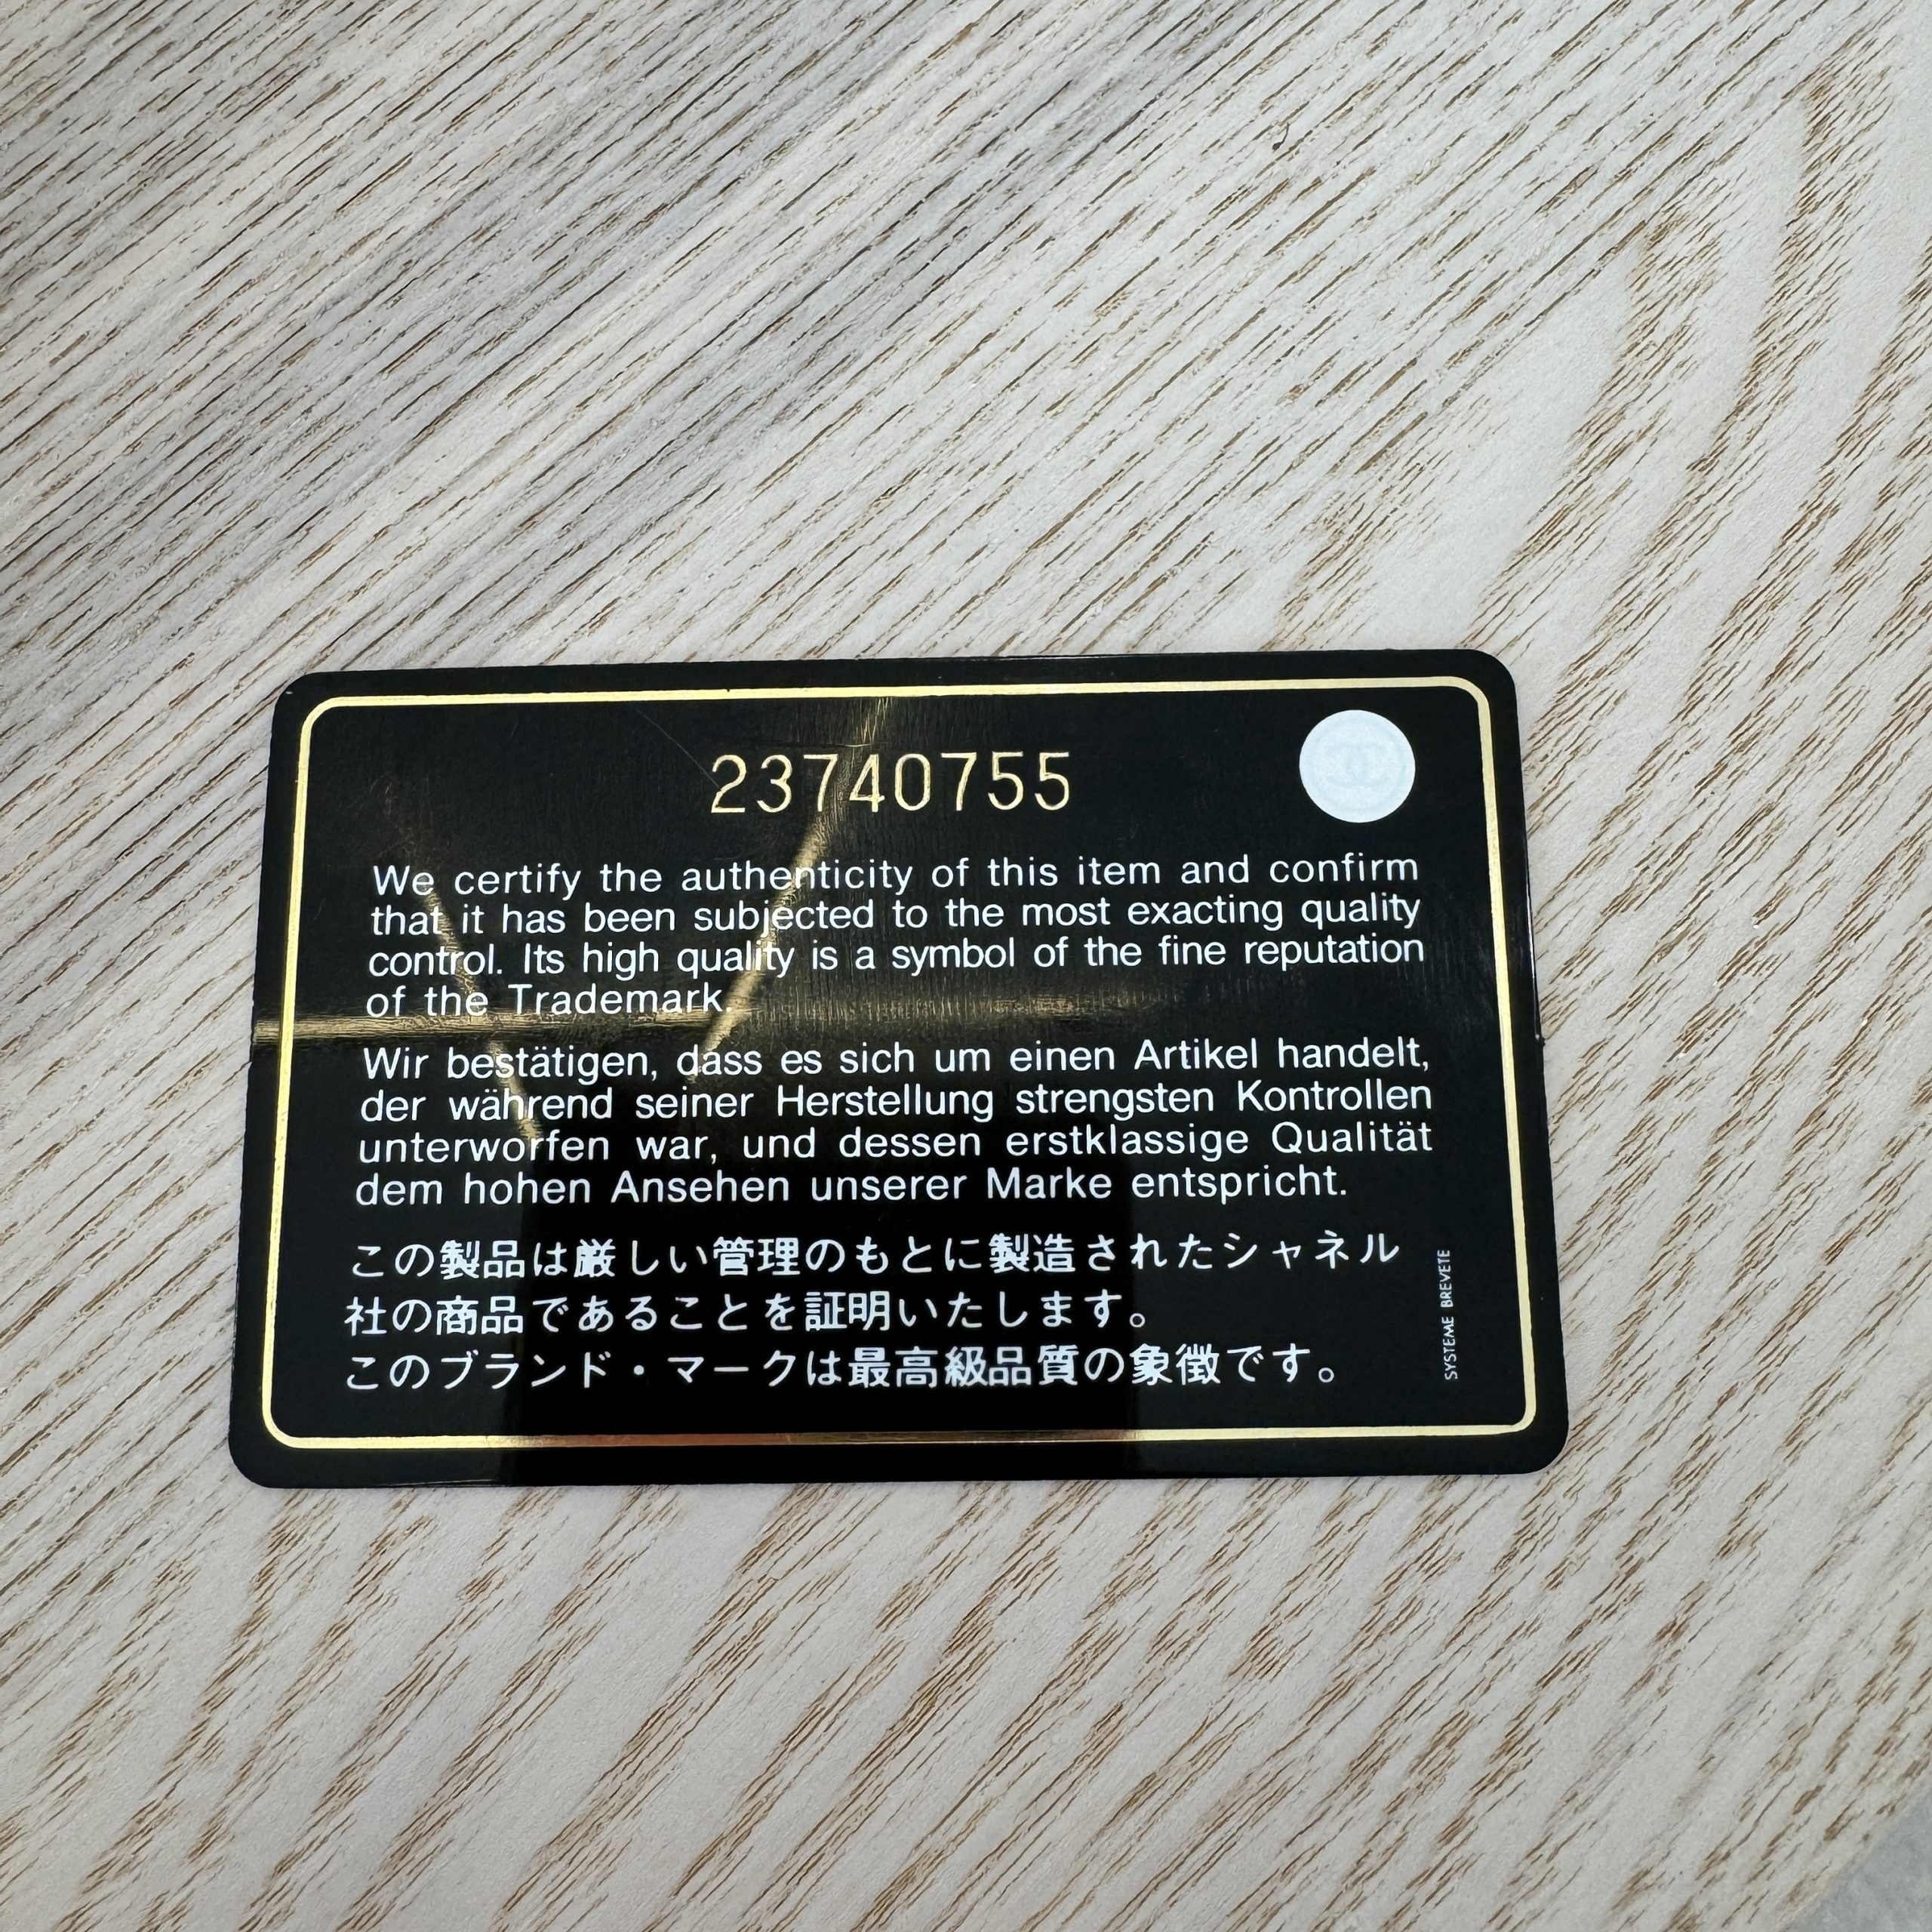 23740755
We certify the authenticity of this item and confirm
that it has been subjected to the most exacting quality
control. Its high quality is a symbol of the fine reputation
of the Trademark.
Wir bestätigen, dass es sich um einen Artikel handelt,
der während seiner Herstellung strengsten Kontrollen
unterworfen war, und dessen erstklassige Qualität
dem hohen Ansehen unserer Marke entspricht.
この製品は厳しい管理のもとに製造されたシャネル
社の商品であることを証明いたします。
このブランド・マークは最高級品質の象徴です。
SYSTEME BREVETE